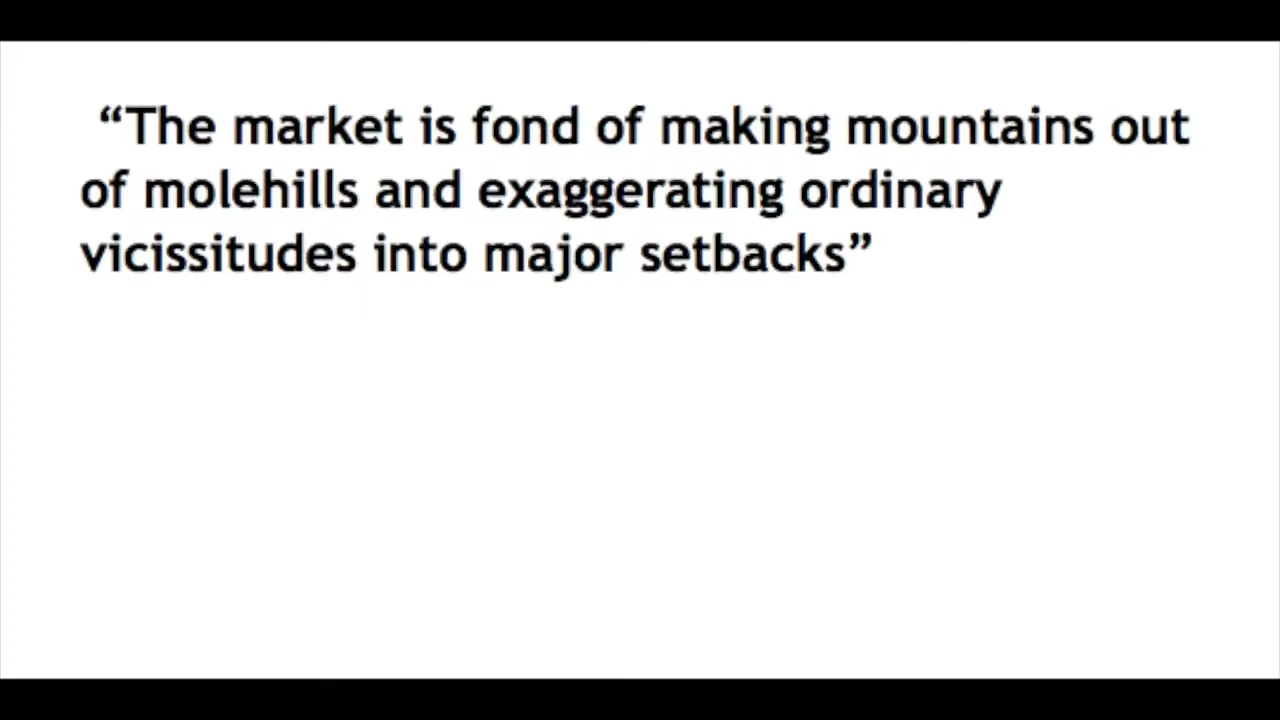 “The market is fond of making mountains out
of molehills and exaggerating ordinary
vicissitudes into major setbacks”